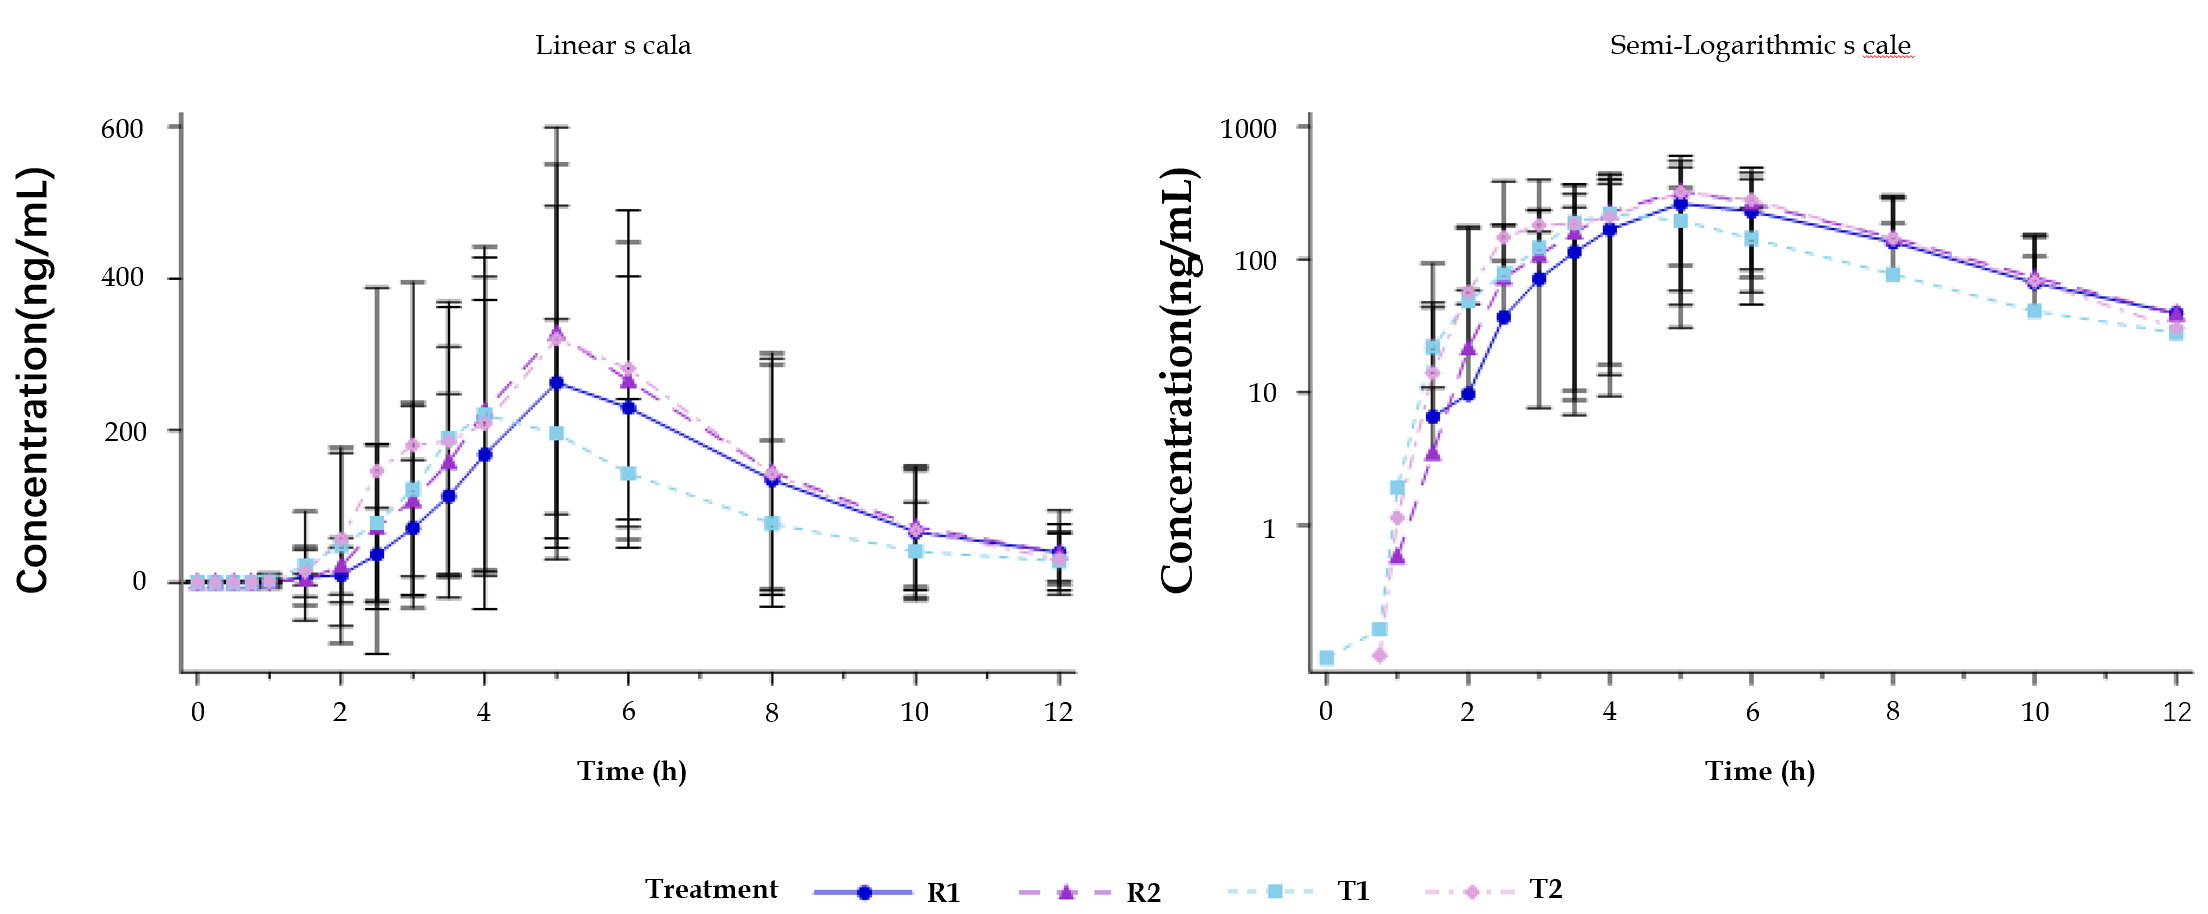 Linear s cala
Semi-Logarithmic s cale
Concentration(ng/mL)
600
400
200
0
0 2 4 6 8 10 12
Time (h)
Concentration(ng/mL)
1000
100
10
1
0 2 4 6 8 10 12
Time (h)
Treatment R1 R2 T1 T2